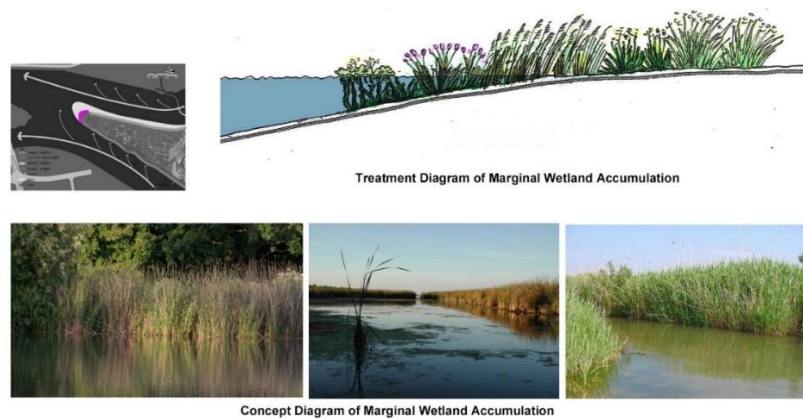 Treatment Diagram of Marginal Wetland Accumulation
Concept Diagram of Marginal Wetland Accumulation